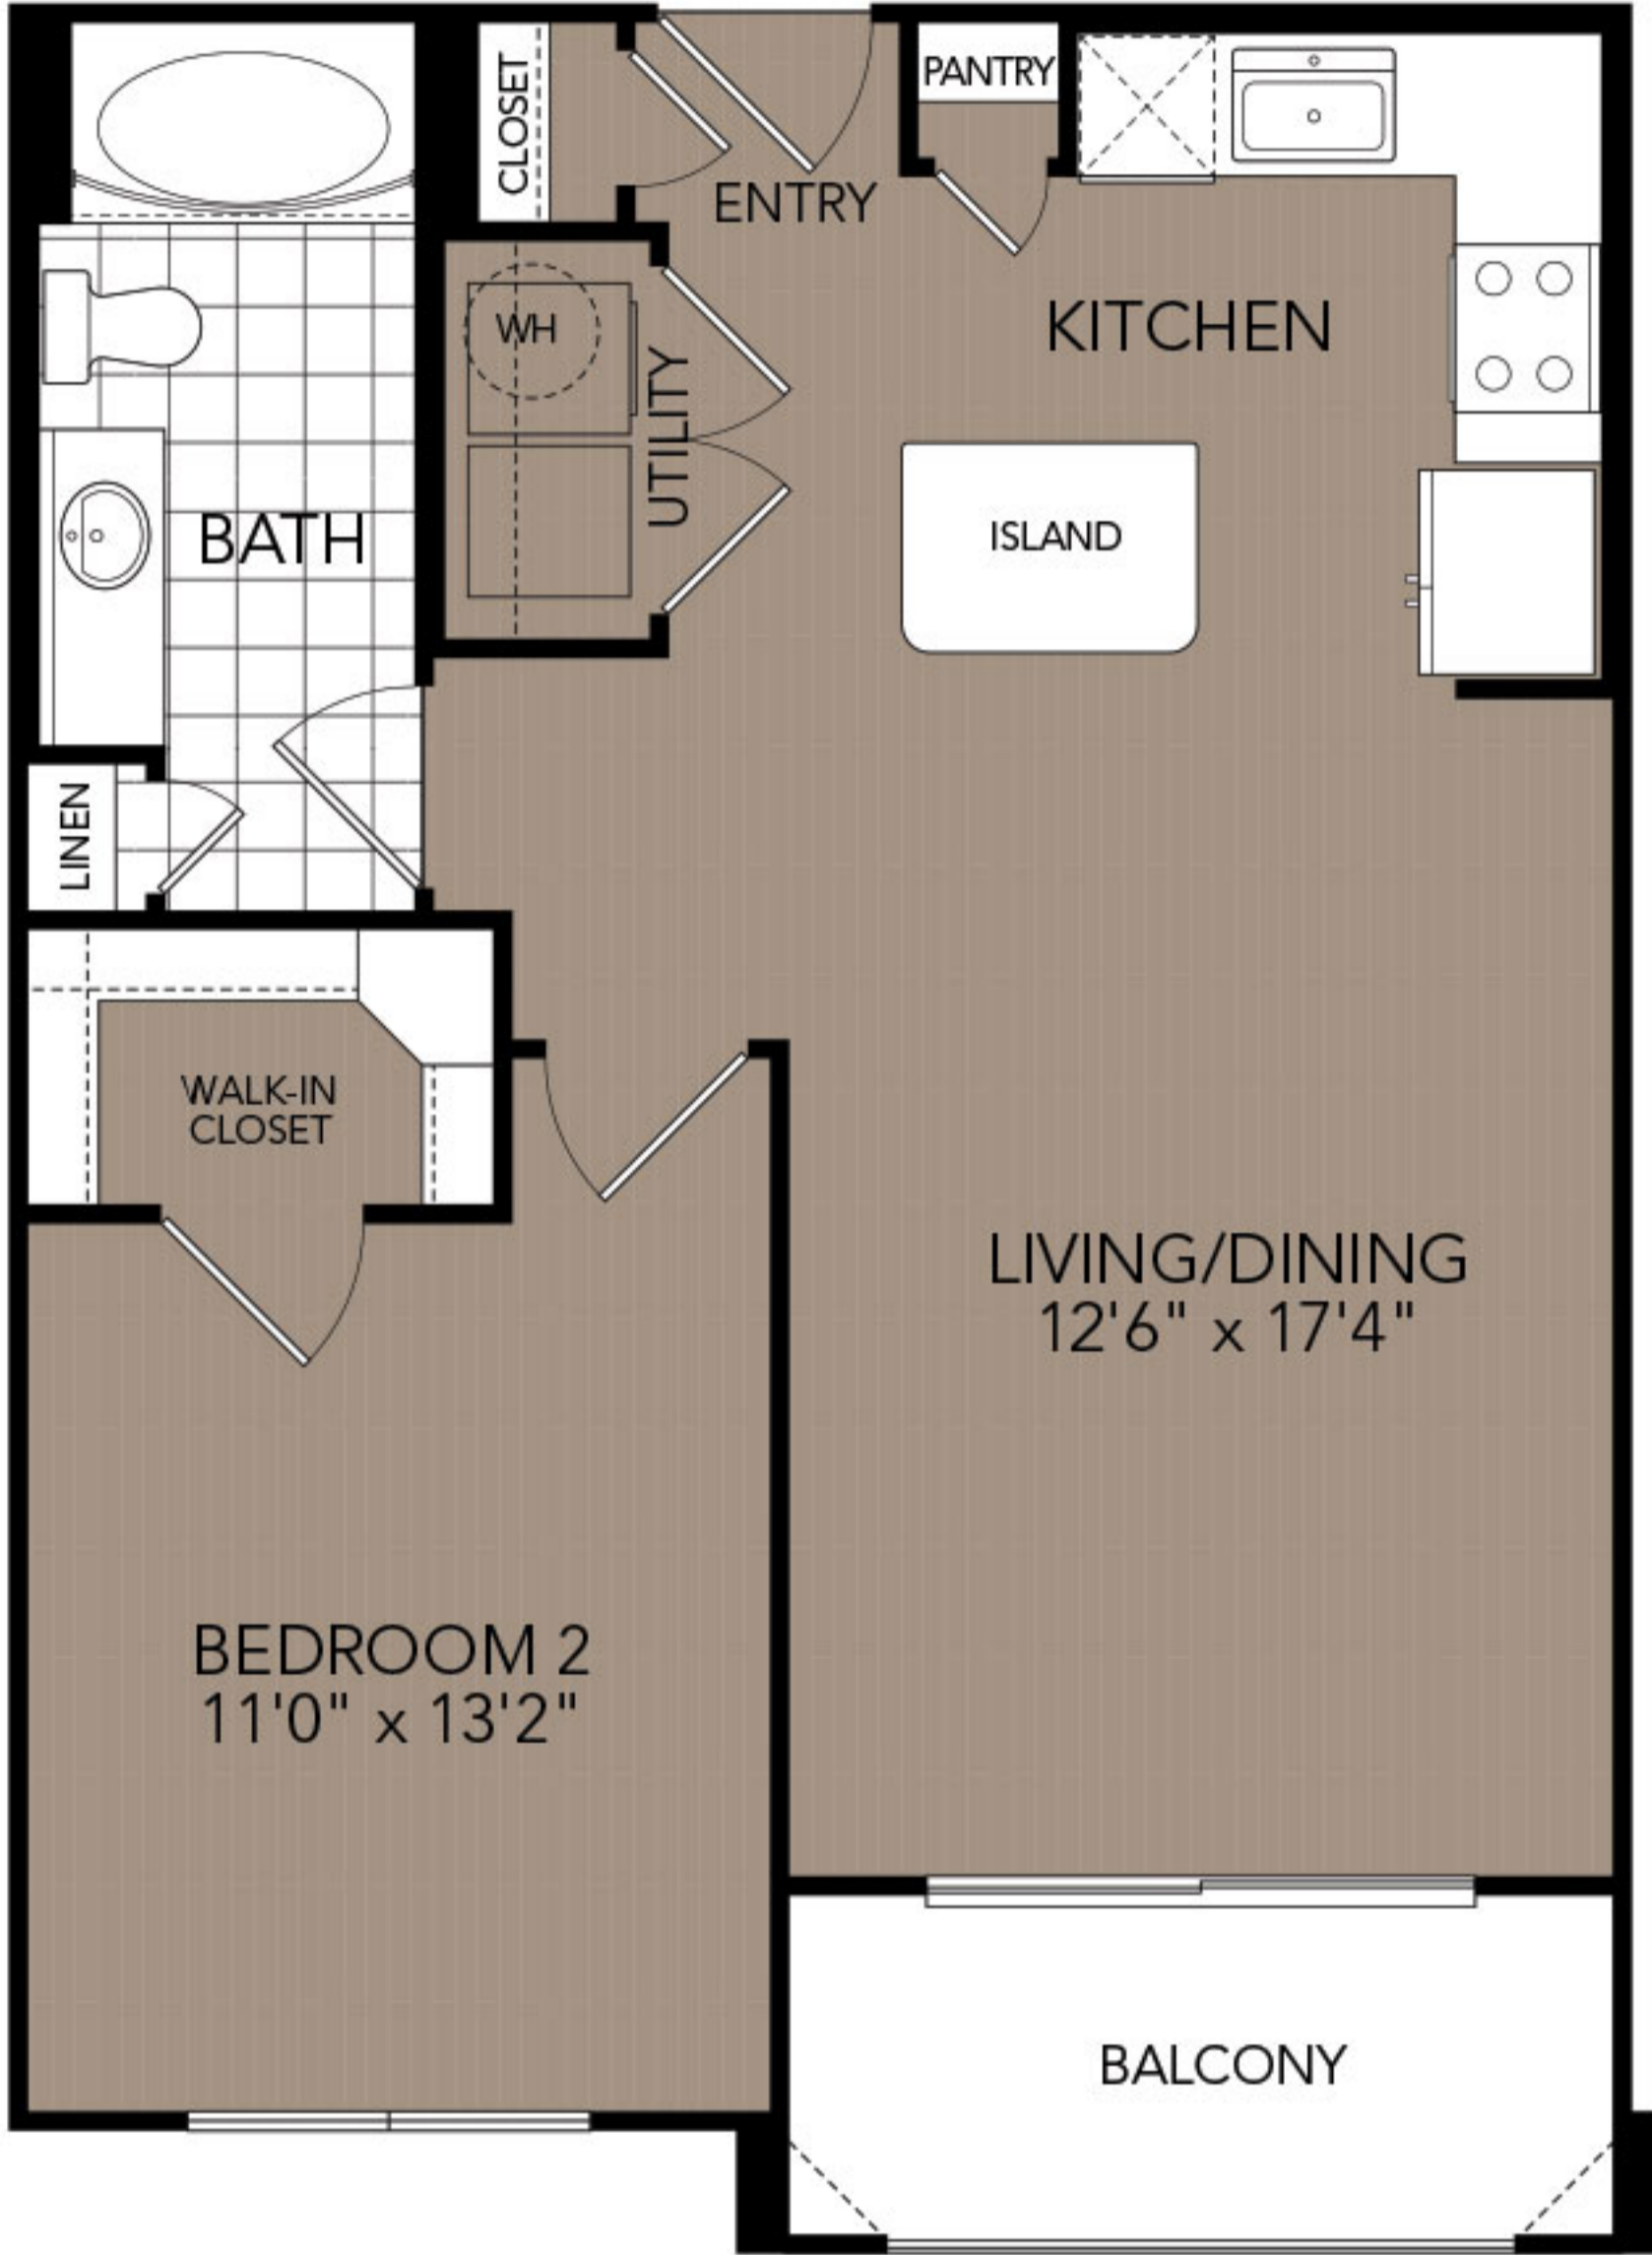 CLOSET
PANTRY
ENTRY
WH
UTILITY
KITCHEN
BATH
ISLAND
LINEN
WALK-IN
CLOSET
LIVING/DINING
12'6" x 17'4"
BEDROOM 2
11'0" x 13'2"
BALCONY